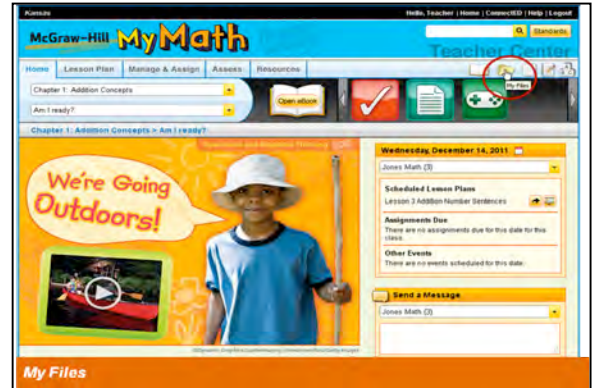 Kansas
Hello, Teacher | Home | ConnectED | Help | Logout
McGraw-Hill My Math
Standards
Teacher Center
Home Lesson Plan Manage & Assign Assess Resources
My Files
Chapter 1: Addition Concepts
Am I ready?
Open eBook
Chapter 1: Addition Concepts > Am I ready?
We're Going
Outdoors!
Wednesday, December 14, 2011
Jones Math (3)
Scheduled Lesson Plans
Lesson 3 Addition Number Sentences
Assignments Due
There are no assignments due for this date for this
class.
Other Events
There are no events scheduled for this date.
Send a Message
Jones Math (3)
My Files